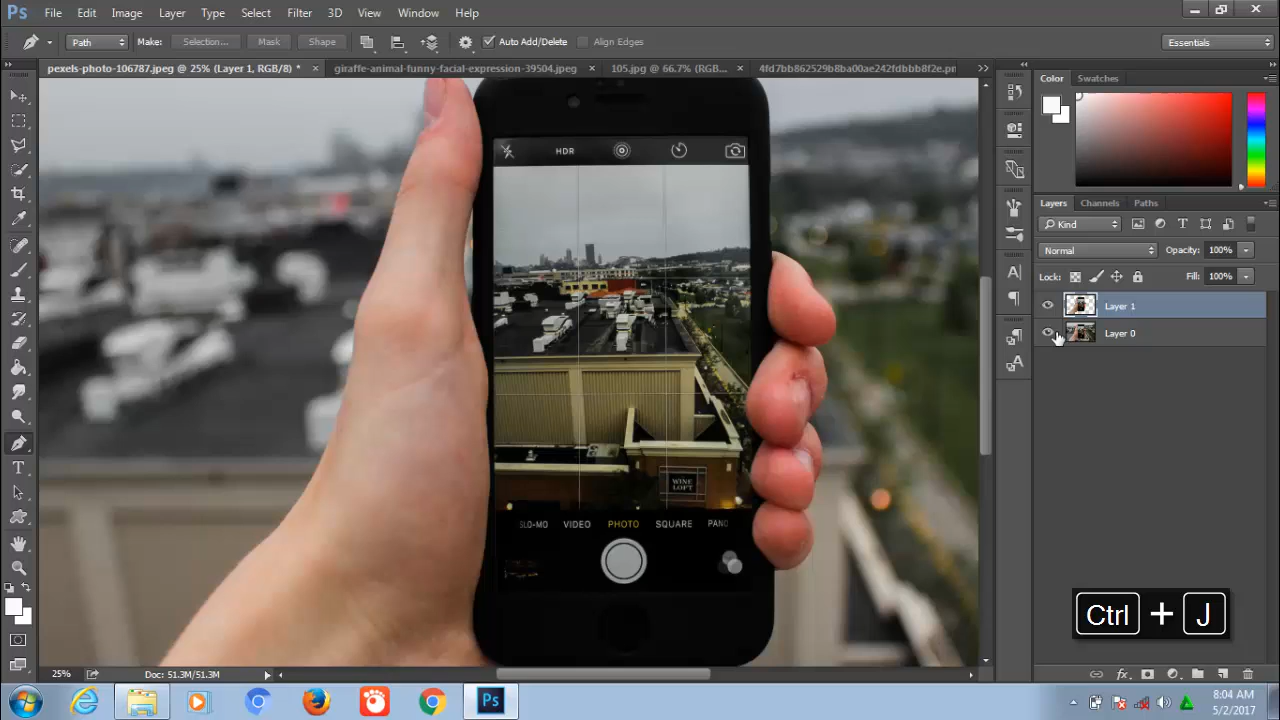 Ps File Edit Image Layer Type Select Filter 3D View Window Help
Path Make: Selection... Mask Shape Auto Add/Delete Align Edges Essentials
pexels-photo-106787.jpeg @ 25% (Layer 1, RGB/8) * × giraffe-animal-funny-facial-expression-39504.jpeg × 105.jpg @ 66.7% (RGB... × 4fd7bb862529b8ba00ae242fdbbb8f2e.pn
Color Swatches
HDR
Layers Channels Paths
Kind
Normal Opacity: 100%
Lock: Fill: 100%
Layer 1
Layer 0
WINE
LOFT
SLO-MO VIDEO PHOTO SQUARE PANO
Ctrl + J
25% Doc: 51.3M/51.3M
Ps
8:04 AM
5/2/2017